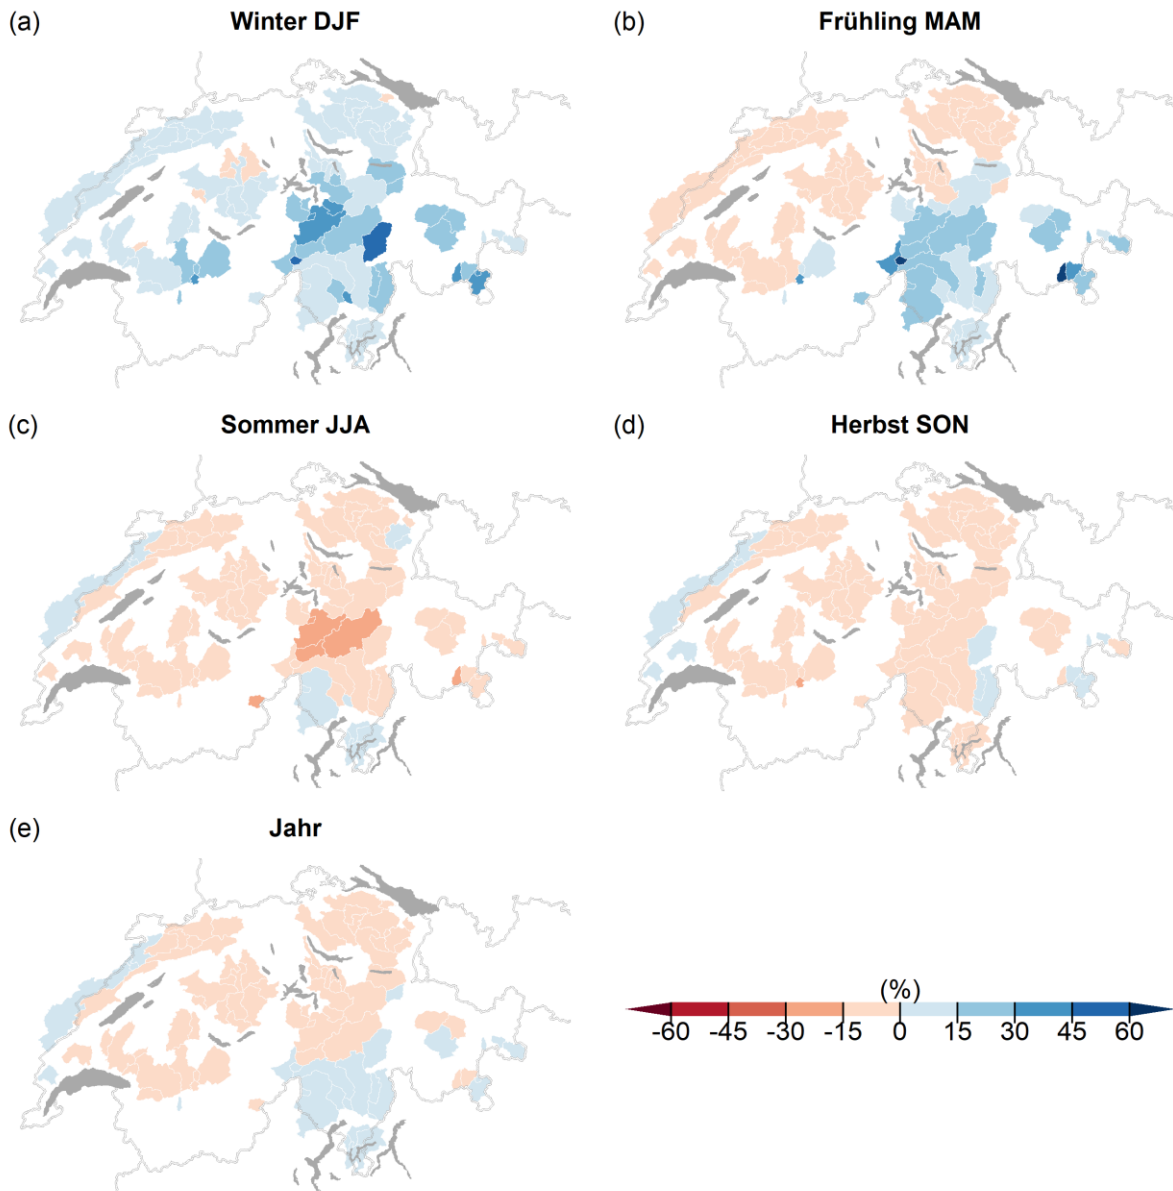 (a) Winter DJF
(b) Frühling MAM
(c) Sommer JJA
(d) Herbst SON
(e) Jahr
(%)
-60 -45 -30 -15 0 15 30 45 60